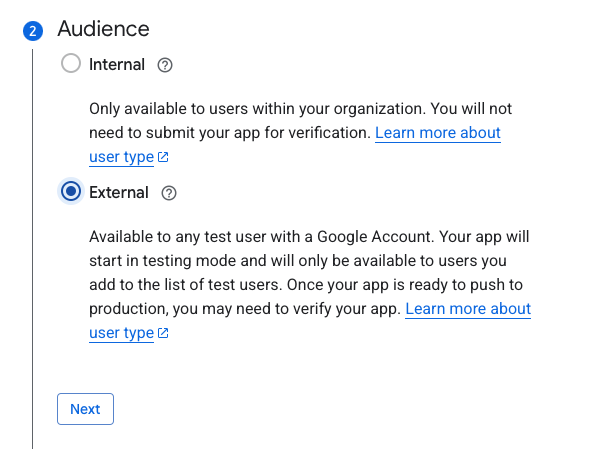 2 Audience
Internal
Only available to users within your organization. You will not
need to submit your app for verification. Learn more about
user type
External
Available to any test user with a Google Account. Your app will
start in testing mode and will only be available to users you
add to the list of test users. Once your app is ready to push to
production, you may need to verify your app. Learn more about
user type
Next